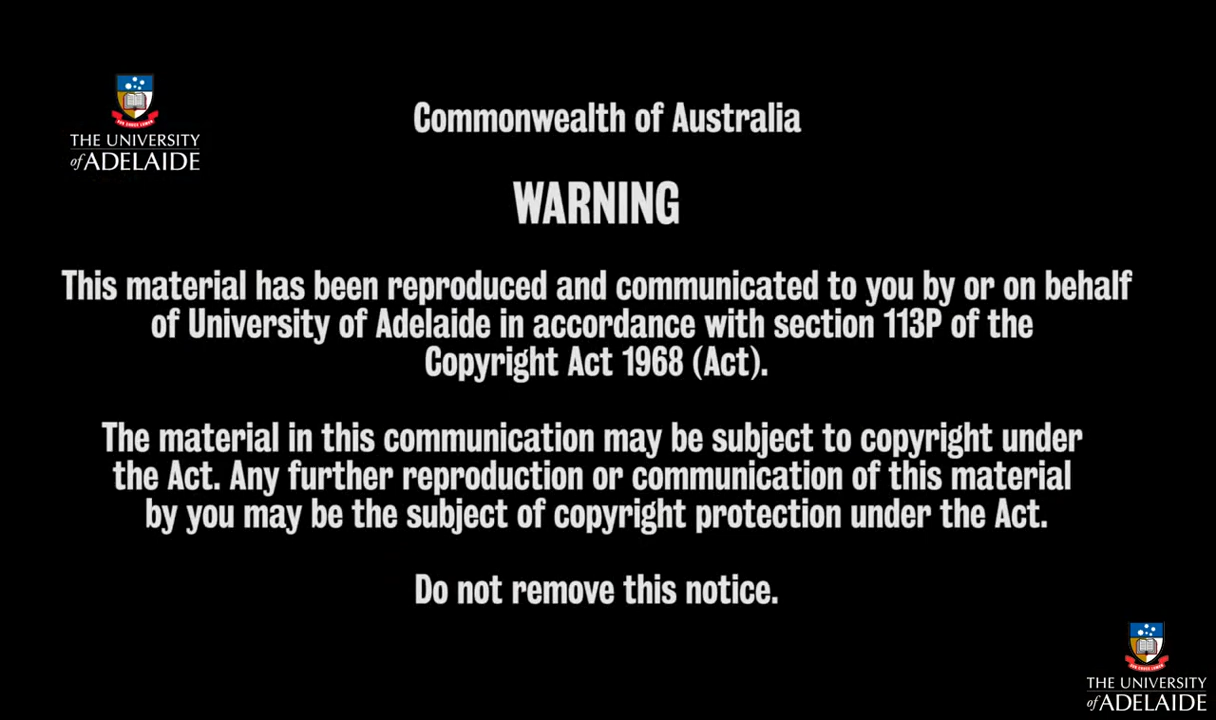 THE UNIVERSITY
of ADELAIDE
Commonwealth of Australia
WARNING
This material has been reproduced and communicated to you by or on behalf
of University of Adelaide in accordance with section 113P of the
Copyright Act 1968 (Act).
The material in this communication may be subject to copyright under
the Act. Any further reproduction or communication of this material
by you may be the subject of copyright protection under the Act.
Do not remove this notice.
THE UNIVERSITY
of ADELAIDE